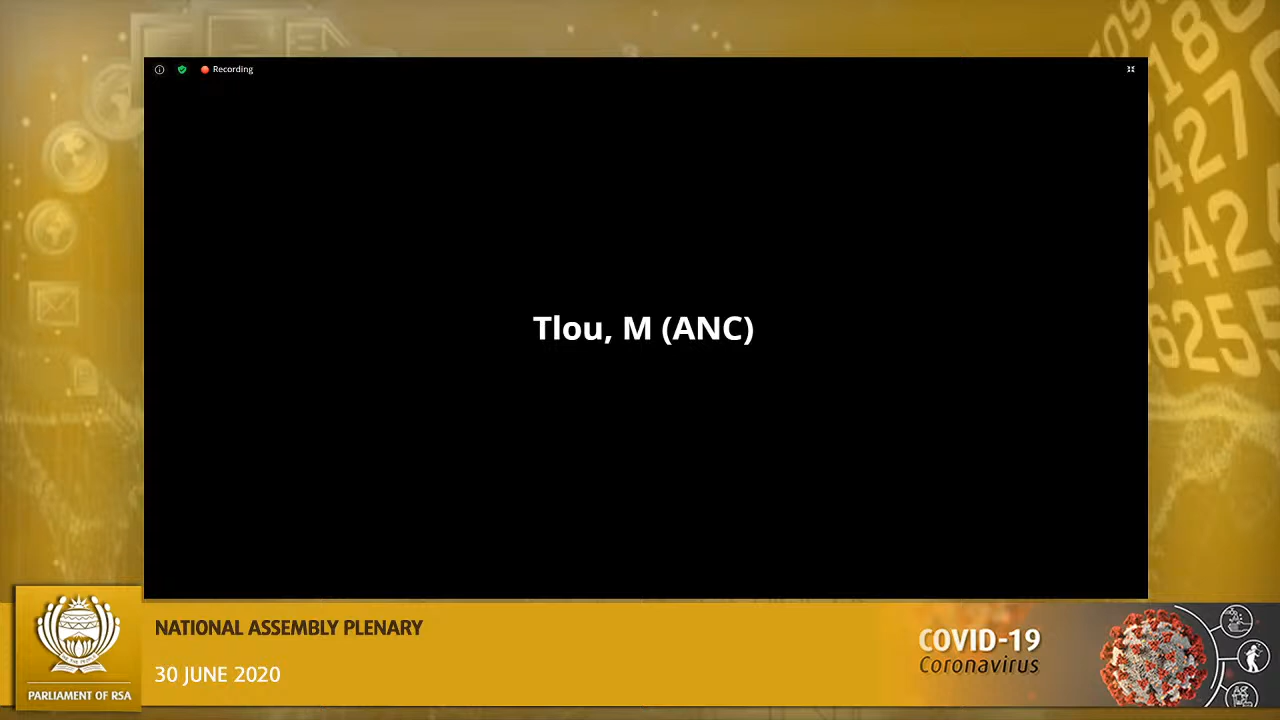 Recording
Tlou, M (ANC)
NATIONAL ASSEMBLY PLENARY
30 JUNE 2020
PARLIAMENT OF RSA
COVID-19
Coronavirus